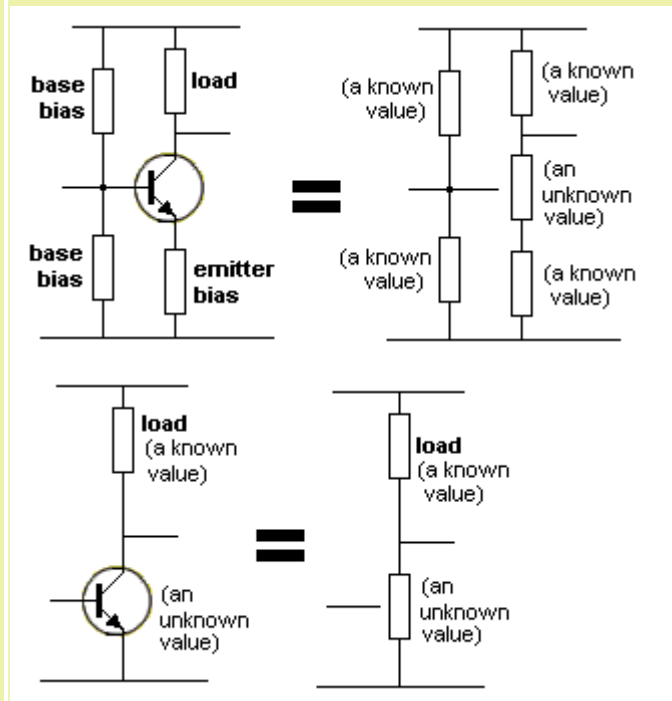 base
bias
load
base
bias
emitter
bias
(a known
value)
(a known
value)
(an
unknown
value)
(a known
value)
(a known
value)
load
(a known
value)
(an
unknown
value)
load
(a known
value)
(an
unknown
value)